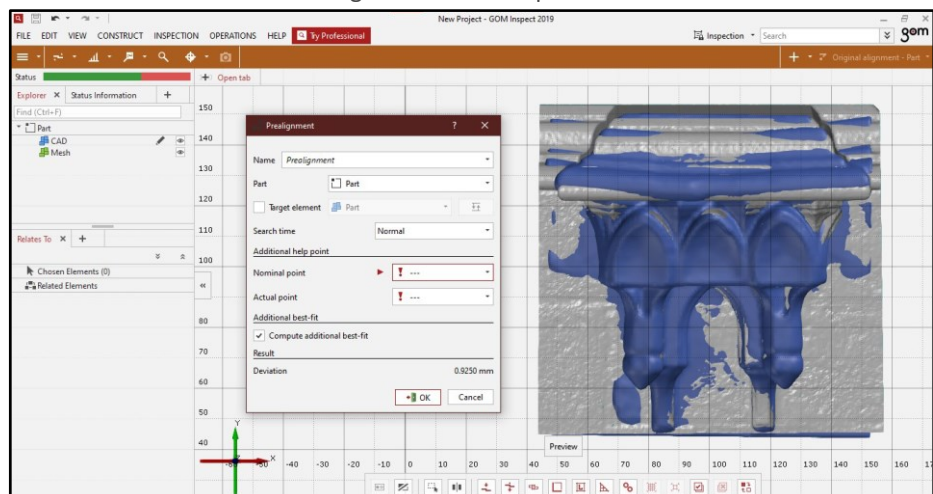 New Project - GOM Inspect 2019
FILE EDIT VIEW CONSTRUCT INSPECTION OPERATIONS HELP Try Professional
Inspection Search gom
Original alignment - Part
Status Open tab
Explorer Status Information
Find (Ctrl+F)
Part
CAD
Mesh
Relates To
Chosen Elements (0)
Related Elements
Prealignment ? X
Name Prealignment
Part Part
Target element Part
Search time Normal
Additional help point
Nominal point ! ---
Actual point ! ---
Additional best-fit
Compute additional best-fit
Result
Deviation 0.9250 mm
OK Cancel
150
140
130
120
110
100
80
70
60
50
40
Y
X
Preview
-50 -40 -30 -20 -10 0 10 20 30 40 50 60 70 80 90 100 110 120 130 140 150 160